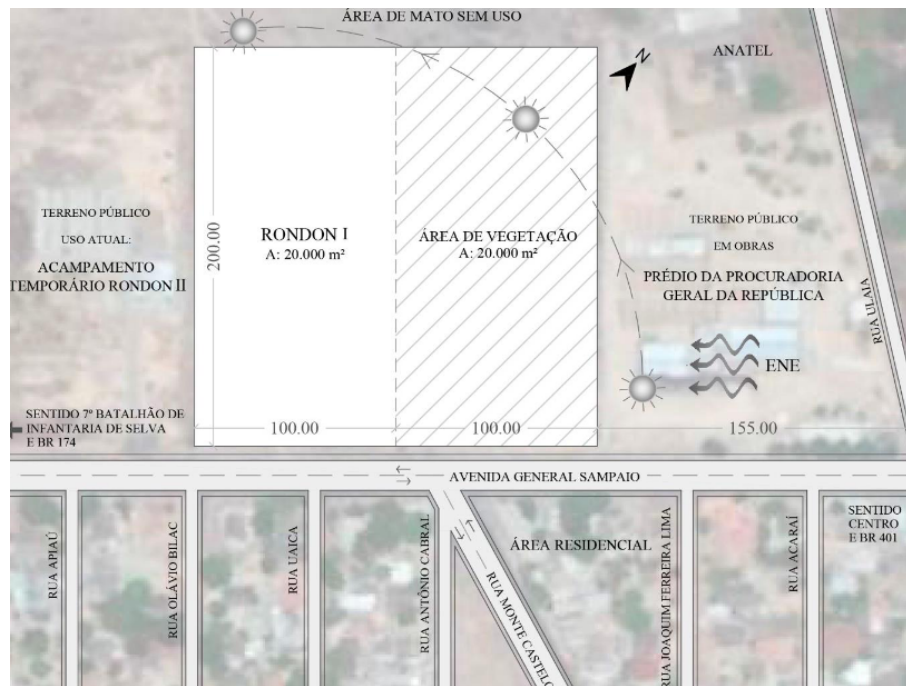 ÁREA DE MATO SEM USO
N
ANATEL
TERRENO PÚBLICO
USO ATUAL:
ACAMPAMENTO
TEMPORÁRIO RONDON II
200.00
RONDON I
A: 20.000 m²
ÁREA DE VEGETAÇÃO
A: 20.000 m²
TERRENO PÚBLICO
EM OBRAS
PRÉDIO DA PROCURADORIA
GERAL DA REPÚBLICA
RUA ULAIA
ENE
SENTIDO 7º BATALHÃO DE
INFANTARIA DE SELVA
E BR 174
100.00
100.00
155.00
AVENIDA GENERAL SAMPAIO
RUA APIAÚ
RUA OLÁVIO BILAC
RUA UAICA
RUA ANTÔNIO CABRAL
RUA MONTE CASTELO
ÁREA RESIDENCIAL
RUA JOAQUIM FERREIRA LIMA
RUA ACARAÍ
SENTIDO
CENTRO
E BR 401